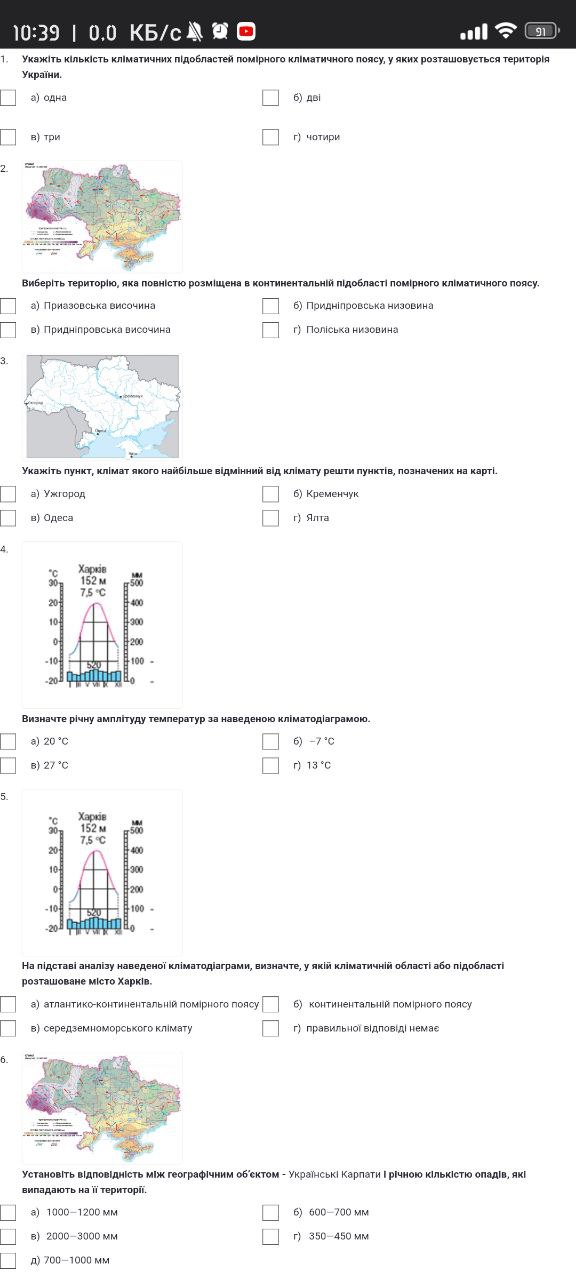 10:39 | 0.0 КБ/с 91
1. Укажіть кількість кліматичних підобластей помірного кліматичного поясу, у яких розташовується територія
України.
а) одна б) дві
в) три г) чотири
2.
Виберіть територію, яка повністю розміщена в континентальній підобласті помірного кліматичного поясу.
а) Приазовська височина б) Придніпровська низовина
в) Придніпровська височина г) Поліська низовина
3.
Ужгород
Кременчук
Одеса
Ялта
Укажіть пункт, клімат якого найбільше відмінний від клімату решти пунктів, позначених на карті.
а) Ужгород б) Кременчук
в) Одеса г) Ялта
4.
°C Харків мм
30 152 м 500
7,5 °C
20 400
10 300
0 200
-10 520 100 -
-20 0 -
I III V VII IX XII
Визначте річну амплітуду температур за наведеною кліматодіаграмою.
а) 20 °C б) −7 °C
в) 27 °C г) 13 °C
5.
°C Харків мм
30 152 м 500
7,5 °C
20 400
10 300
0 200
-10 520 100 -
-20 0 -
I III V VII IX XII
На підставі аналізу наведеної кліматодіаграми, визначте, у якій кліматичній області або підобласті
розташоване місто Харків.
а) атлантико-континентальній помірного поясу б) континентальній помірного поясу
в) середземноморського клімату г) правильної відповіді немає
6.
Установіть відповідність між географічним об’єктом - Українські Карпати і річною кількістю опадів, які
випадають на її території.
а) 1000—1200 мм б) 600—700 мм
в) 2000—3000 мм г) 350—450 мм
д) 700—1000 мм